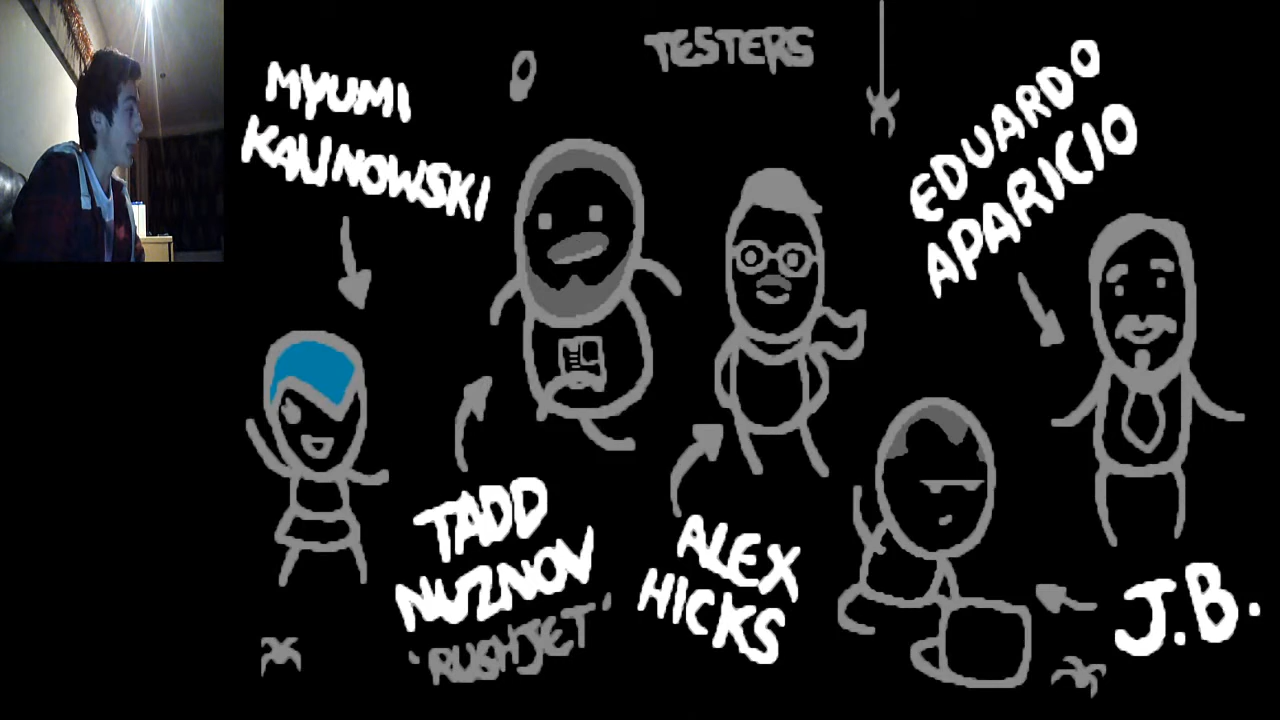 TESTERS
MYUMI
KALINOWSKI
EDUARDO
APARICIO
TADD
NUZNOV
'RUSHJET'
ALEX
HICKS
J.B.